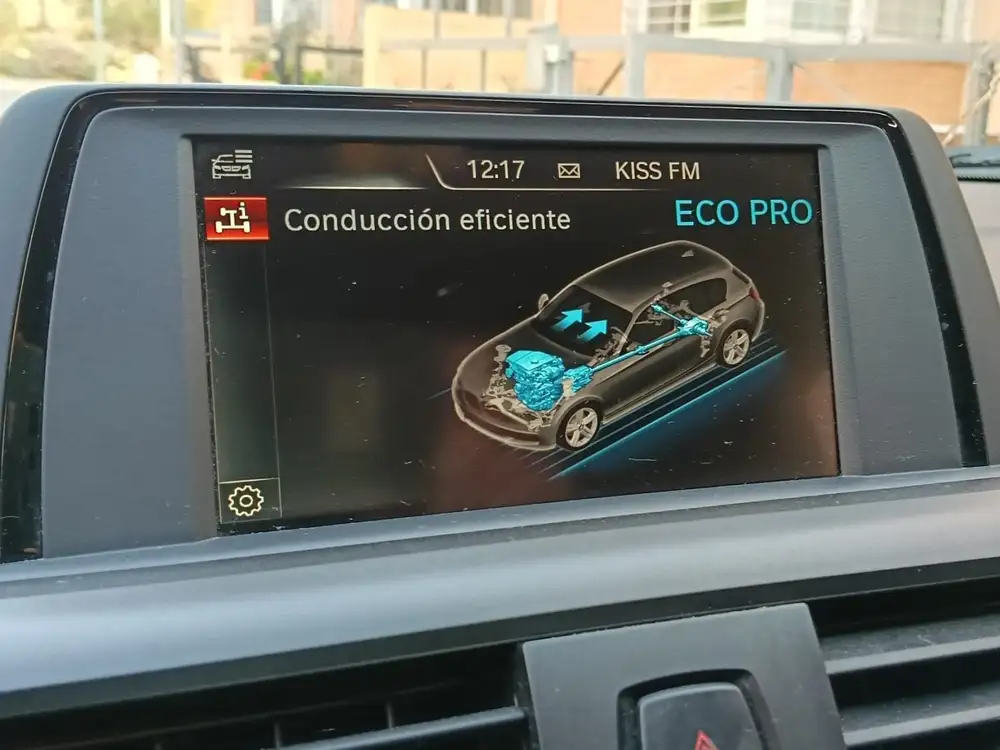 12:17 KISS FM
Conducción eficiente ECO PRO